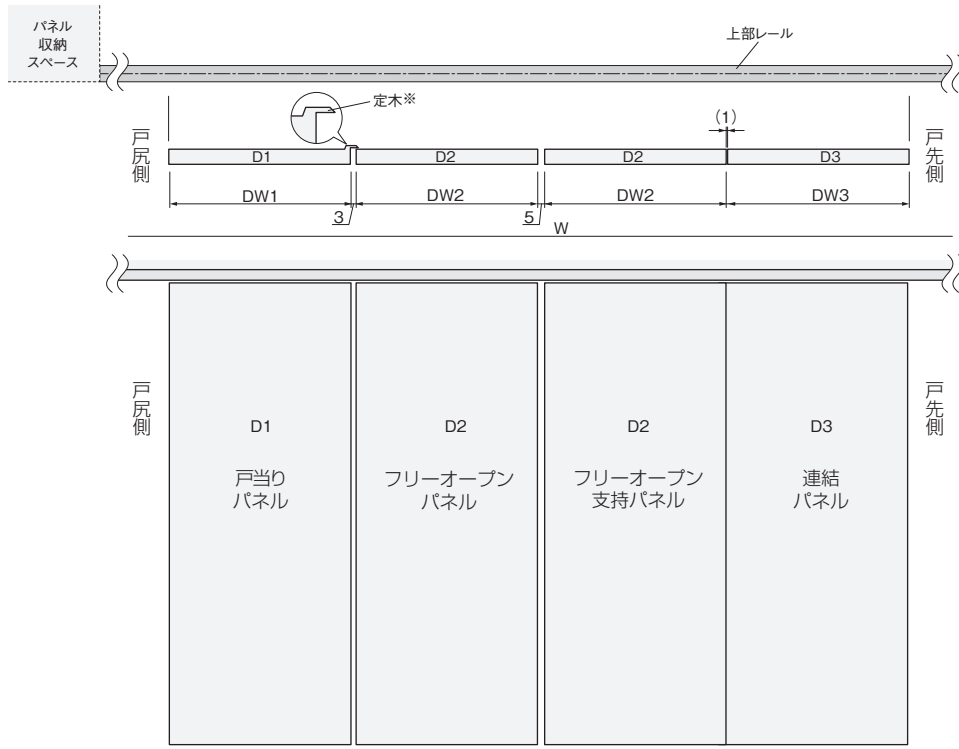 パネル
収納
スペース
上部レール
定木※
(1)
戸尻側
D1
D2
D2
D3
戸先側
DW1
DW2
DW2
DW3
3
5
W
戸尻側
戸先側
D1
戸当り
パネル
D2
フリーオープン
パネル
D2
フリーオープン
支持パネル
D3
連結
パネル